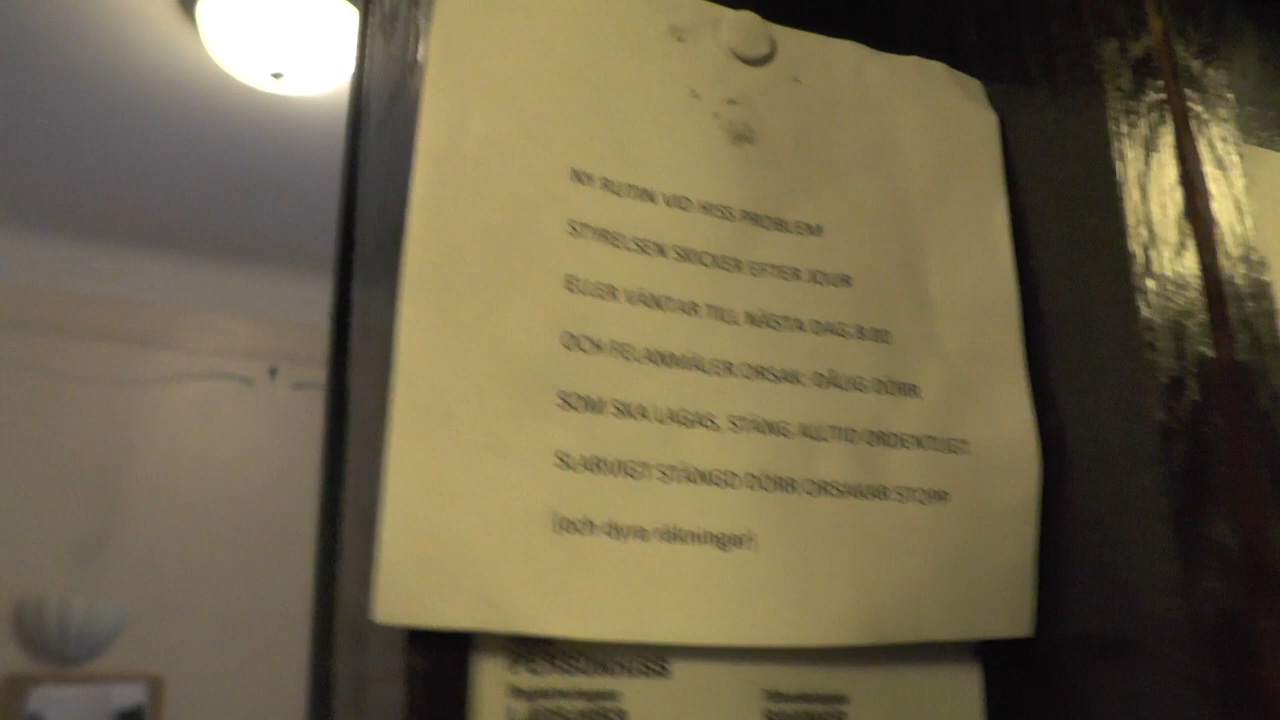 NY RUTIN VID HISS PROBLEM
STYRELSEN SKICKER EFTER JOUR
ELLER VÄNTAR TILL NÄSTA DAG 8.00
OCH FELANMÄLER ORSAK: DÅLIG DÖRR
SOM SKA LAGAS. STÄNG ALLTID ORDENTLIGT.
SLARVIGT STÄNGD DÖRR ORSAKAR STOPP
(och dyra räkningar)
PERSONHISS